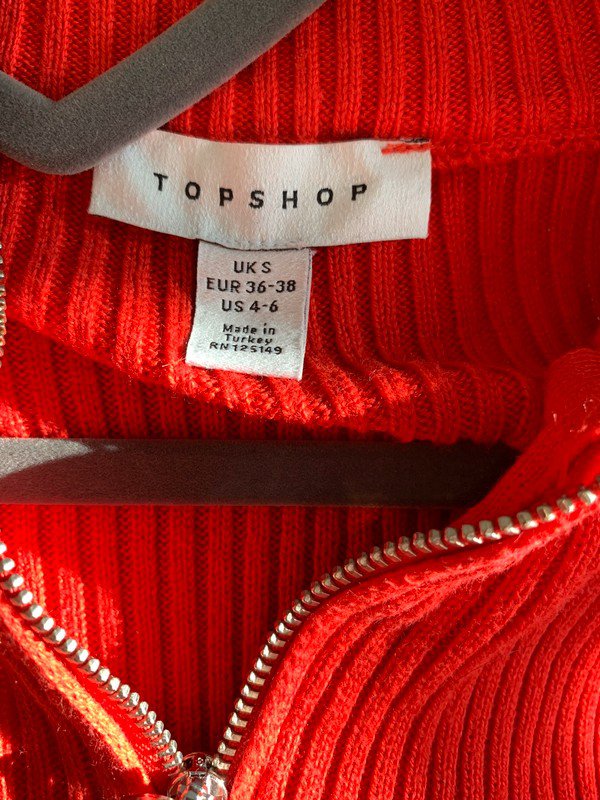 TOPSHOP
UK S
EUR 36-38
US 4-6
Made in
Turkey
RN 125149